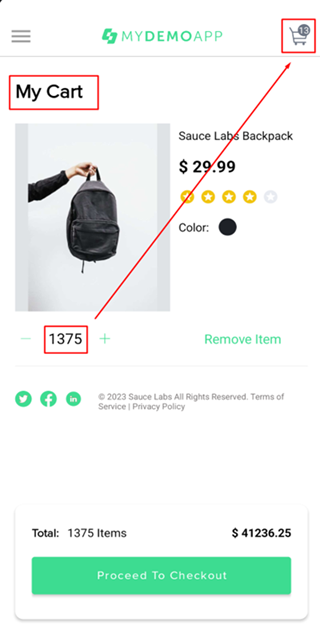 MYDEMOAPP
13
My Cart
Sauce Labs Backpack
$ 29.99
Color:
− 1375 +
Remove Item
in
© 2023 Sauce Labs All Rights Reserved. Terms of
Service | Privacy Policy
Total: 1375 Items $ 41236.25
Proceed To Checkout